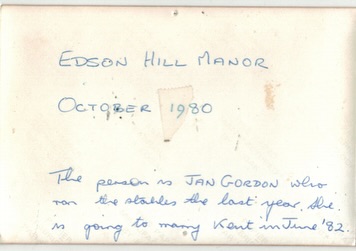 EDSON HILL MANOR
OCTOBER 1980
The person is JAN GORDON who
ran the stables the last year. She
is going to marry Kent in June '82.